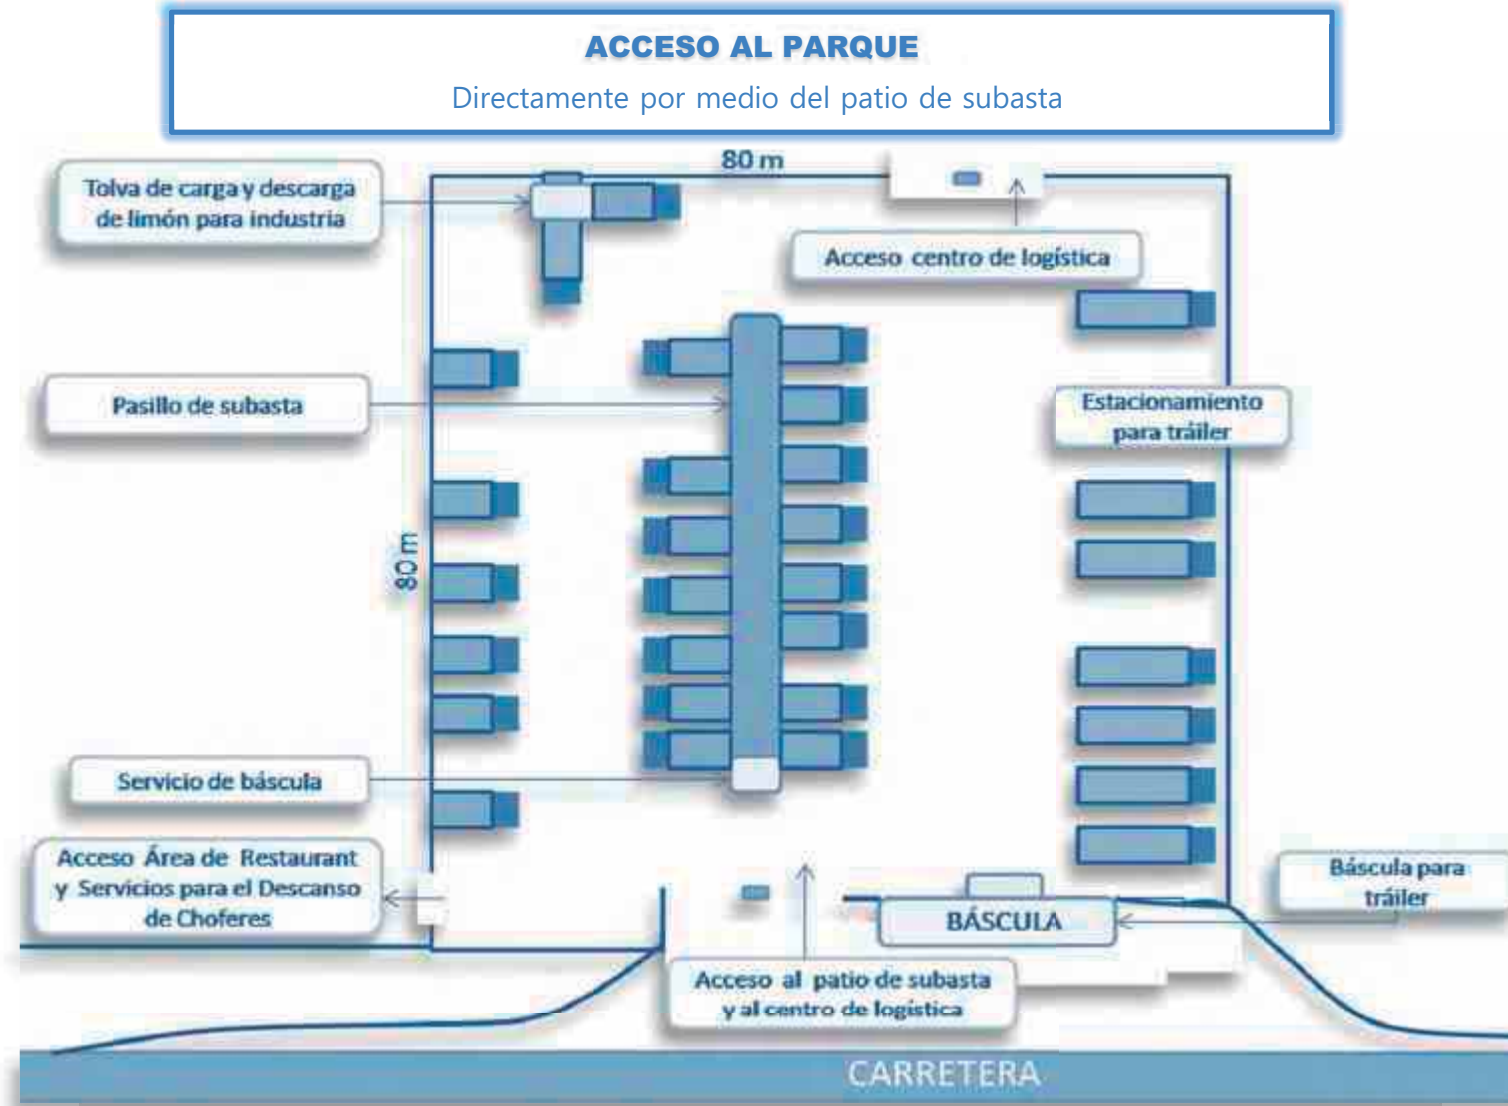 ACCESO AL PARQUE
Directamente por medio del patio de subasta
80 m
Tolva de carga y descarga
de limón para industria
Acceso centro de logística
Pasillo de subasta
Estacionamiento
para tráiler
80 m
Servicio de báscula
Acceso Área de Restaurant
y Servicios para el Descanso
de Choferes
Báscula para
tráiler
BÁSCULA
Acceso al patio de subasta
y al centro de logística
CARRETERA